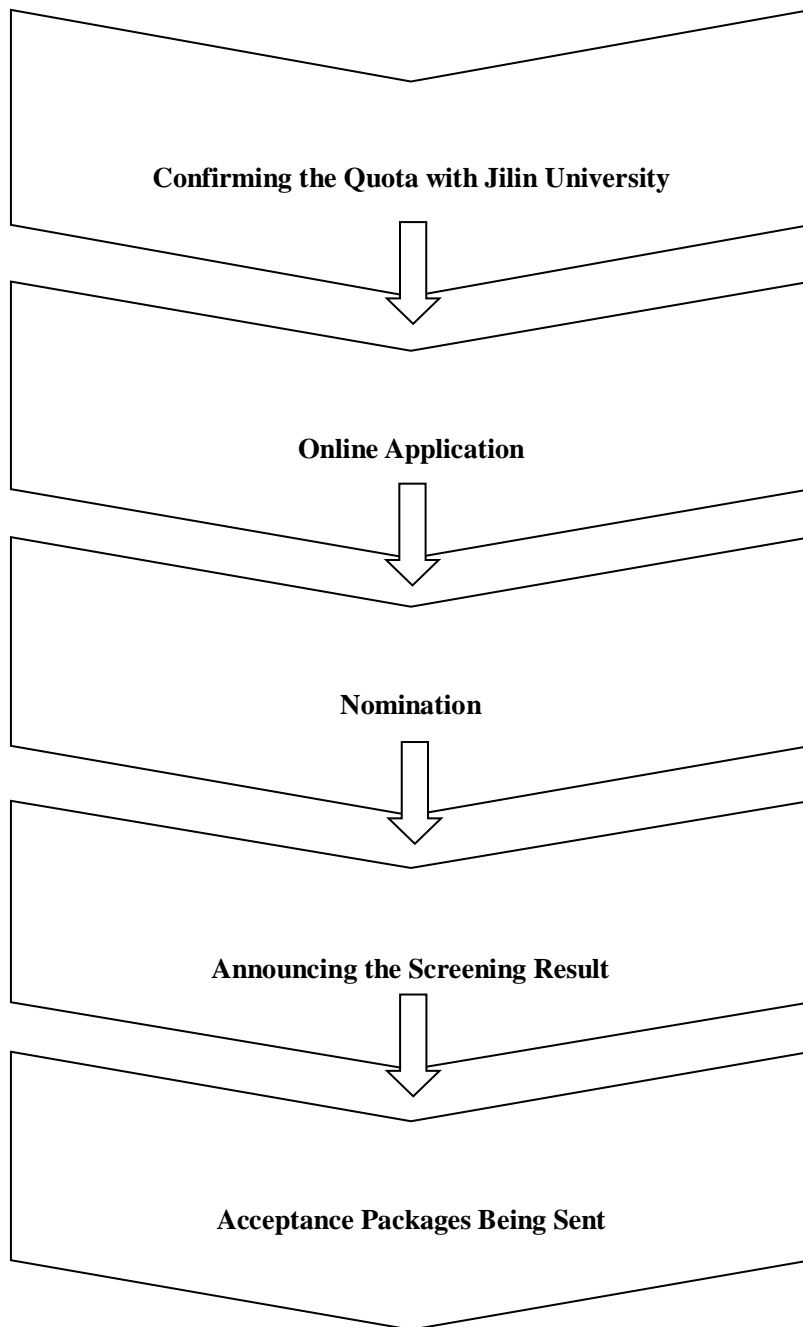 Confirming the Quota with Jilin University
Online Application
Nomination
Announcing the Screening Result
Acceptance Packages Being Sent